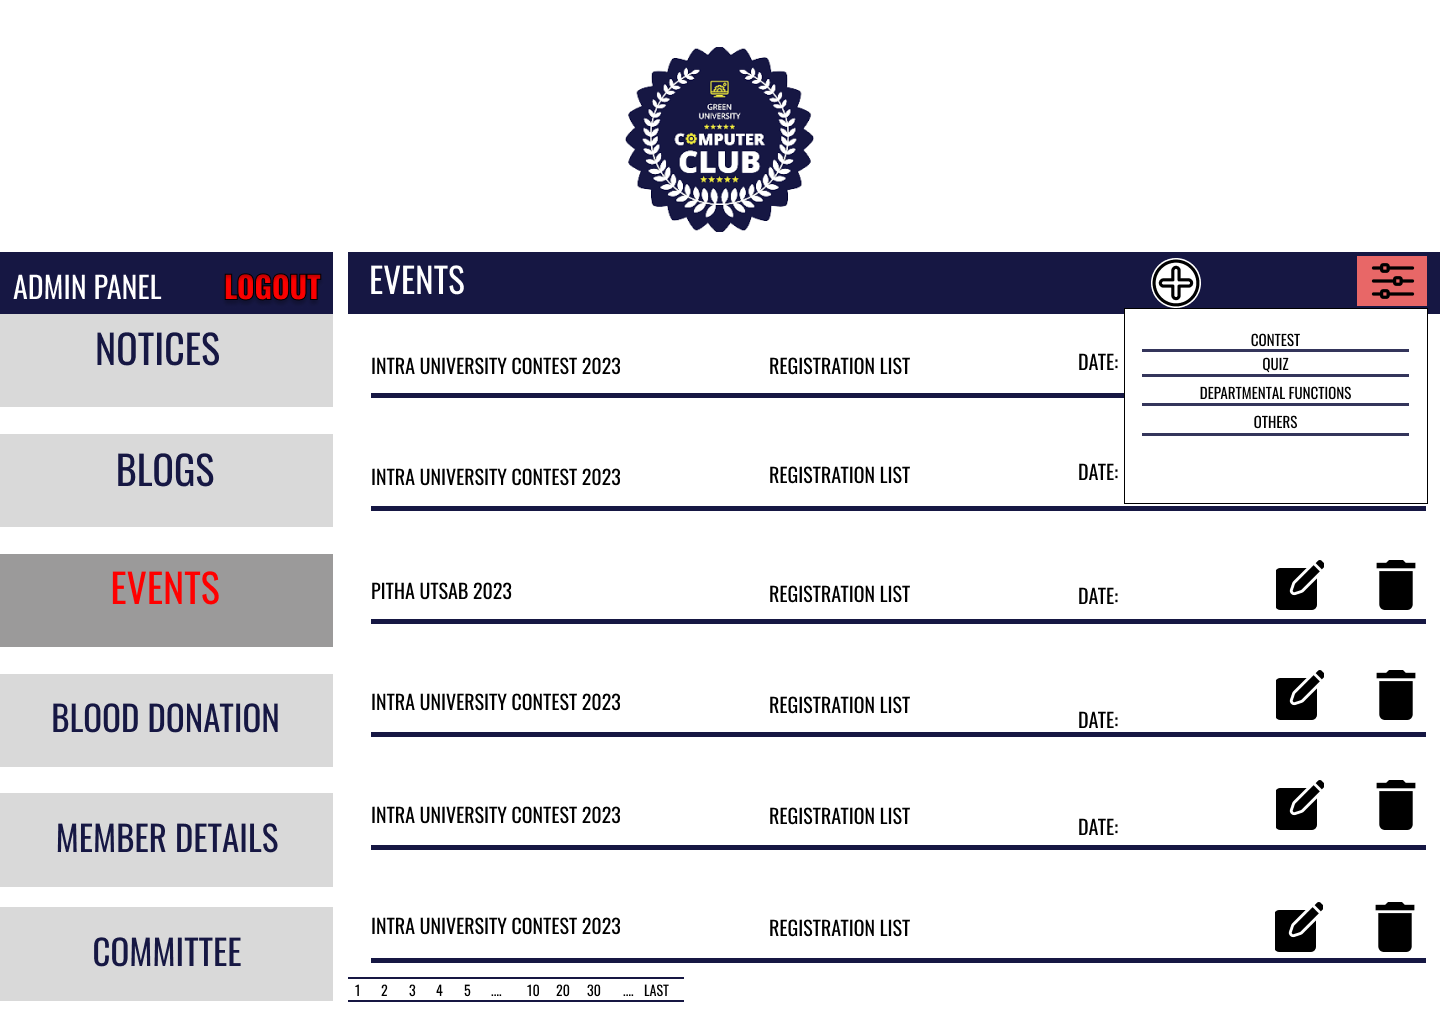 GREEN
UNIVERSITY
COMPUTER
CLUB
ADMIN PANEL LOGOUT
NOTICES
BLOGS
EVENTS
BLOOD DONATION
MEMBER DETAILS
COMMITTEE
EVENTS
CONTEST
QUIZ
DEPARTMENTAL FUNCTIONS
OTHERS
INTRA UNIVERSITY CONTEST 2023 REGISTRATION LIST DATE:
INTRA UNIVERSITY CONTEST 2023 REGISTRATION LIST DATE:
PITHA UTSAB 2023 REGISTRATION LIST DATE:
INTRA UNIVERSITY CONTEST 2023 REGISTRATION LIST DATE:
INTRA UNIVERSITY CONTEST 2023 REGISTRATION LIST DATE:
INTRA UNIVERSITY CONTEST 2023 REGISTRATION LIST
1 2 3 4 5 .... 10 20 30 .... LAST